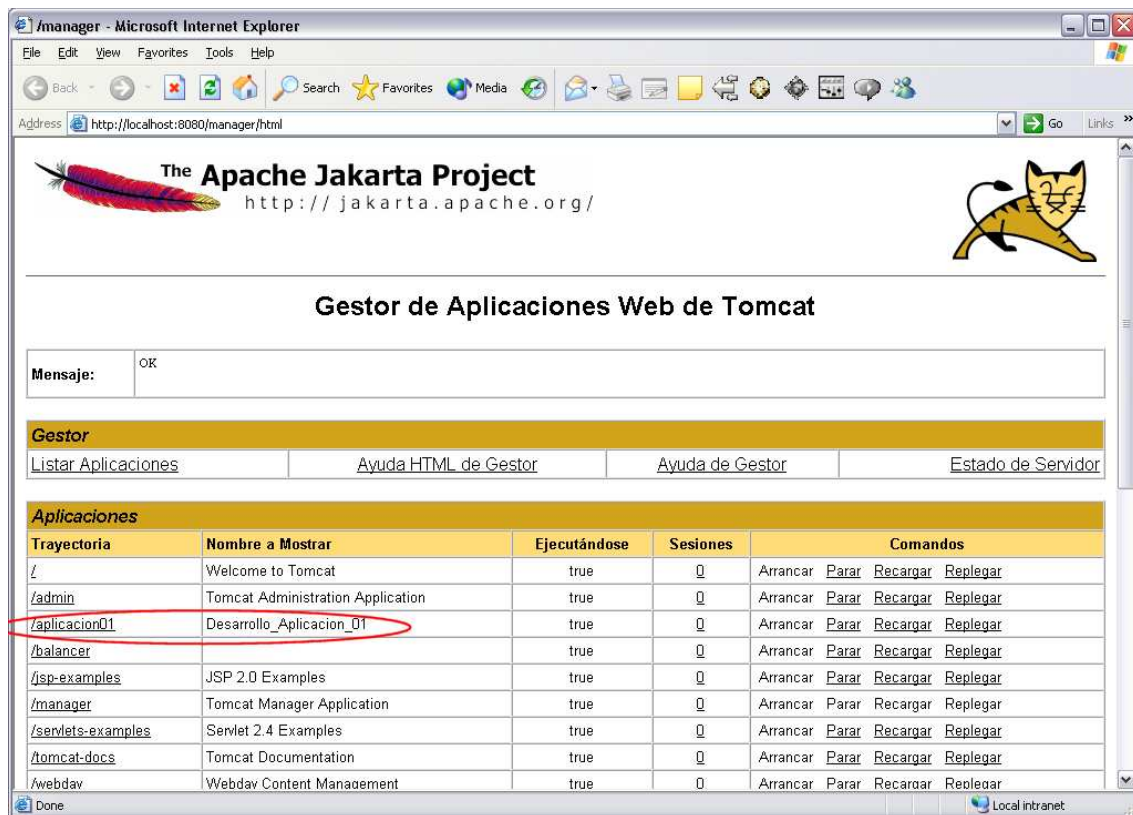 /manager - Microsoft Internet Explorer
File Edit View Favorites Tools Help
Back Search Favorites Media
Address http://localhost:8080/manager/html Go Links »
The Apache Jakarta Project
http://jakarta.apache.org/
Gestor de Aplicaciones Web de Tomcat
Mensaje: OK
Gestor
Listar Aplicaciones Ayuda HTML de Gestor Ayuda de Gestor Estado de Servidor
Aplicaciones
Trayectoria Nombre a Mostrar Ejecutándose Sesiones Comandos
/ Welcome to Tomcat true 0 Arrancar Parar Recargar Replegar
/admin Tomcat Administration Application true 0 Arrancar Parar Recargar Replegar
/aplicacion01 Desarrollo_Aplicacion_01 true 0 Arrancar Parar Recargar Replegar
/balancer true 0 Arrancar Parar Recargar Replegar
/jsp-examples JSP 2.0 Examples true 0 Arrancar Parar Recargar Replegar
/manager Tomcat Manager Application true 0 Arrancar Parar Recargar Replegar
/servlets-examples Servlet 2.4 Examples true 0 Arrancar Parar Recargar Replegar
/tomcat-docs Tomcat Documentation true 0 Arrancar Parar Recargar Replegar
/webdav Webdav Content Management true 0 Arrancar Parar Recargar Replegar
Done Local intranet